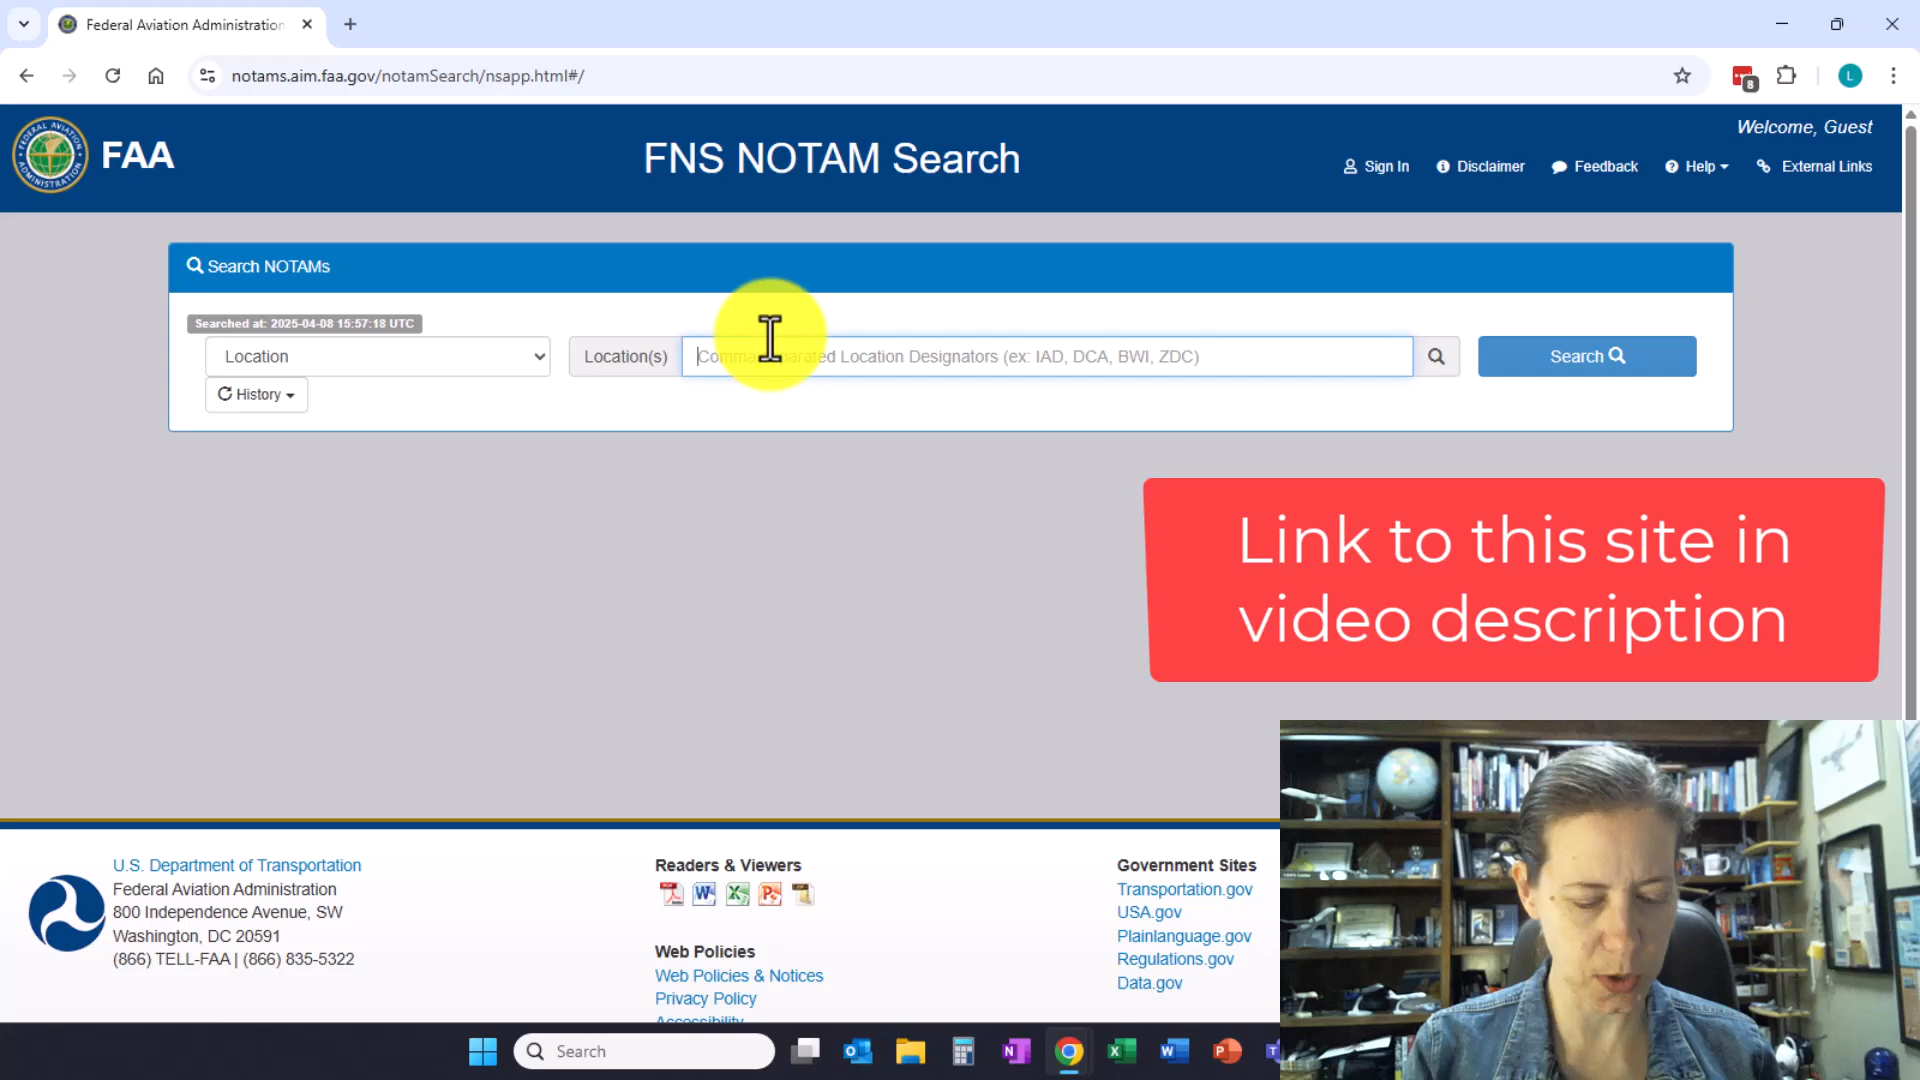 Federal Aviation Administration
notams.aim.faa.gov/notamSearch/nsapp.html#/
8
L
Welcome, Guest
FAA
FNS NOTAM Search
Sign In
Disclaimer
Feedback
Help
External Links
Search NOTAMs
Searched at: 2025-04-08 15:57:18 UTC
Location
Location(s)
Designators (ex: IAD, DCA, BWI, ZDC)
Search
History
Link to this site in
video description
U.S. Department of Transportation
Federal Aviation Administration
800 Independence Avenue, SW
Washington, DC 20591
(866) TELL-FAA | (866) 835-5322
Readers & Viewers
Web Policies
Web Policies & Notices
Privacy Policy
Accessibility
Government Sites
Transportation.gov
USA.gov
Plainlanguage.gov
Regulations.gov
Data.gov
Search